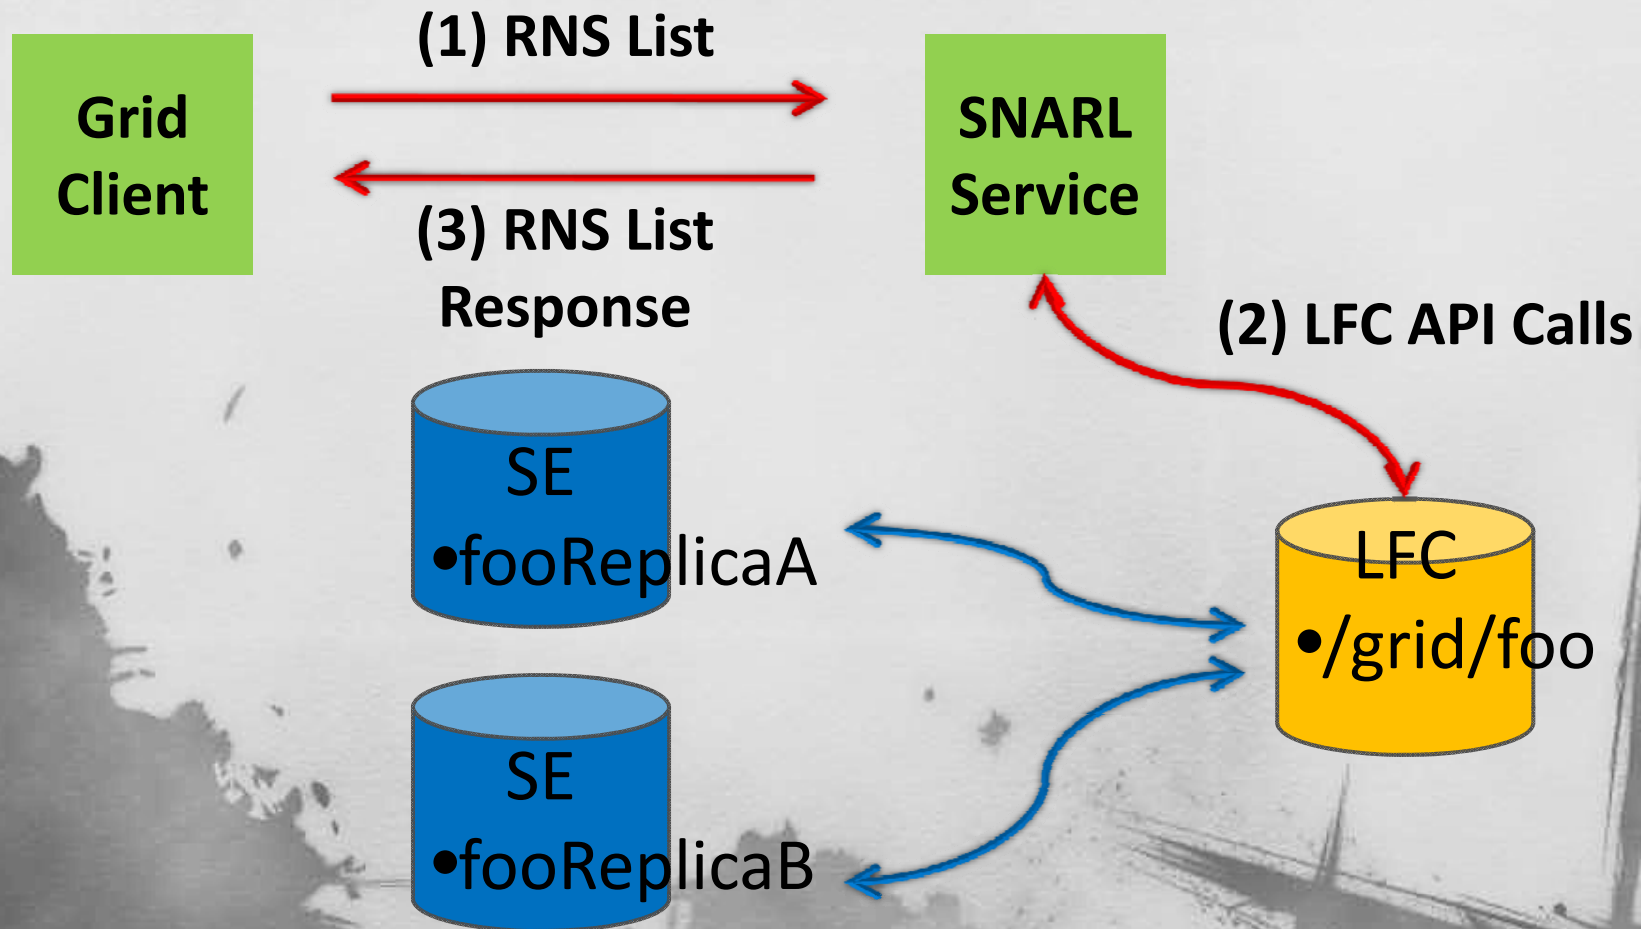 (1) RNS List
Grid
Client
SNARL
Service
(3) RNS List
Response
(2) LFC API Calls
SE
•fooReplicaA
LFC
•/grid/foo
SE
•fooReplicaB